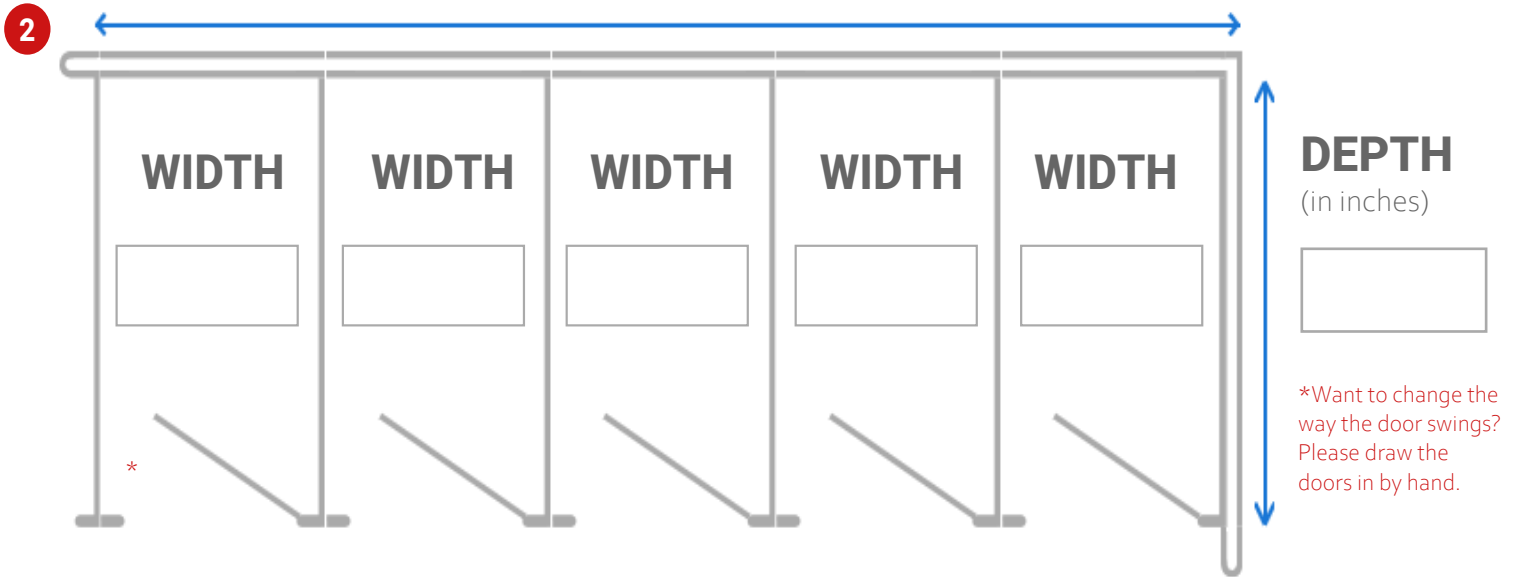 2
WIDTH WIDTH WIDTH WIDTH WIDTH
DEPTH
(in inches)
*Want to change the
way the door swings?
Please draw the
doors in by hand.
*